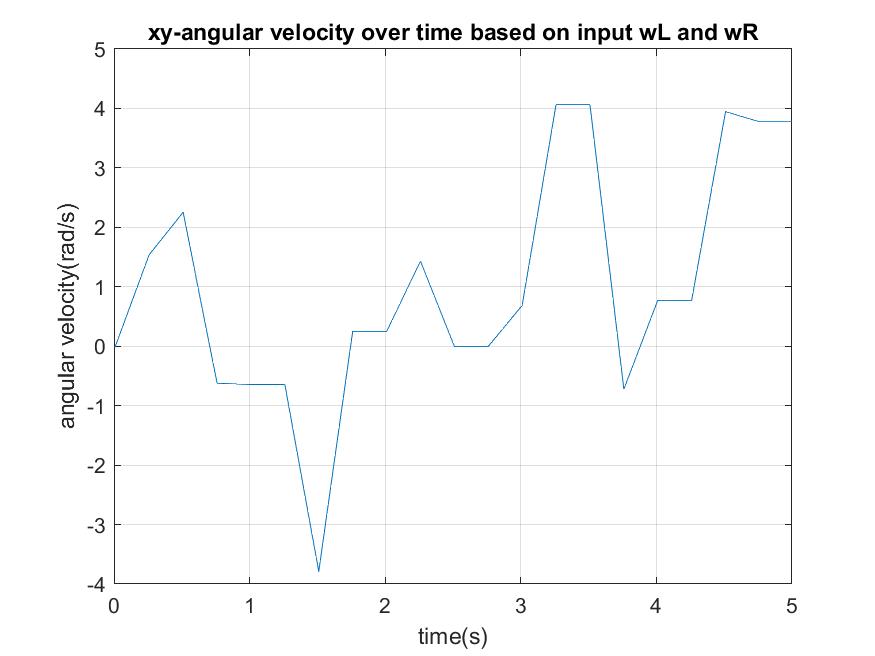 xy-angular velocity over time based on input wL and wR
5
4
3
2
1
0
-1
-2
-3
-4
angular velocity(rad/s)
0 1 2 3 4 5
time(s)